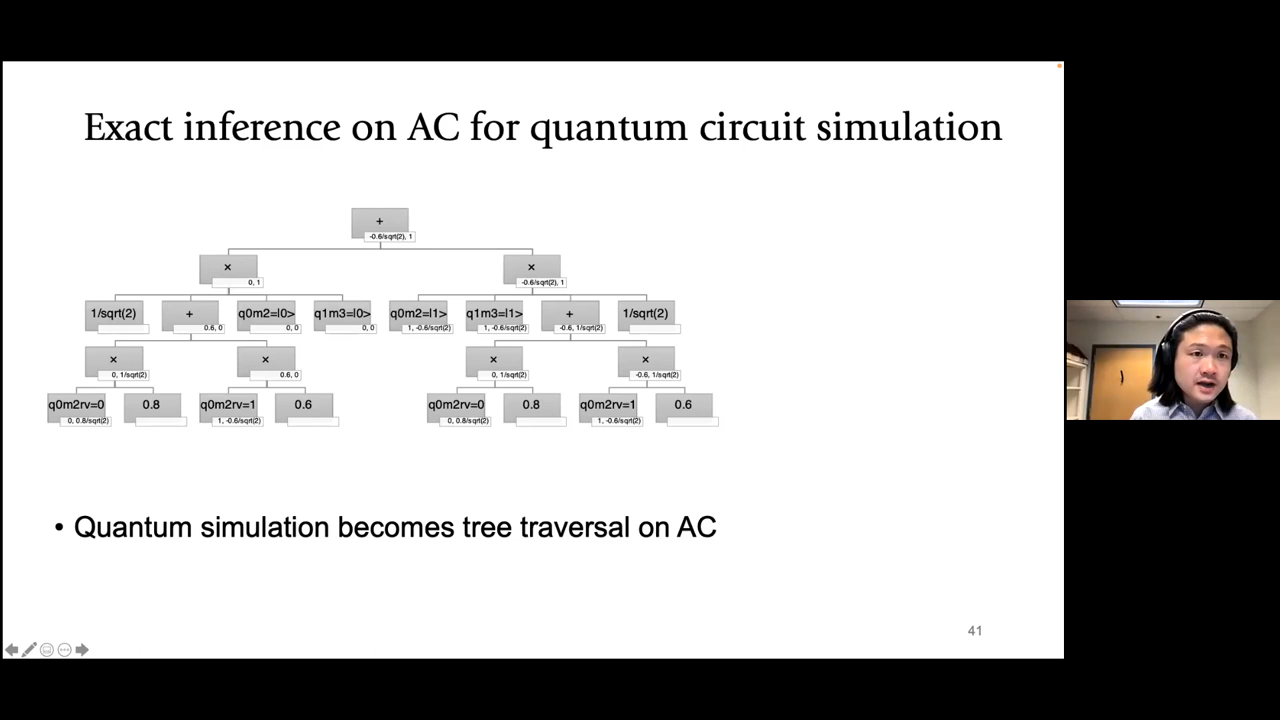 Exact inference on AC for quantum circuit simulation
+
-0.6/sqrt(2), 1
× ×
0, 1 -0.6/sqrt(2), 1
1/sqrt(2) + q0m2=|0> q1m3=|0> q0m2=|1> q1m3=|1> + 1/sqrt(2)
0.6, 0 0, 0 0, 0 1, -0.6/sqrt(2) 1, -0.6/sqrt(2) -0.6, 1/sqrt(2)
× × × ×
0, 1/sqrt(2) 0.6, 0 0, 1/sqrt(2) -0.6, 1/sqrt(2)
q0m2rv=0 0.8 q0m2rv=1 0.6 q0m2rv=0 0.8 q0m2rv=1 0.6
0, 0.8/sqrt(2) 1, -0.6/sqrt(2) 0, 0.8/sqrt(2) 1, -0.6/sqrt(2)
• Quantum simulation becomes tree traversal on AC
41